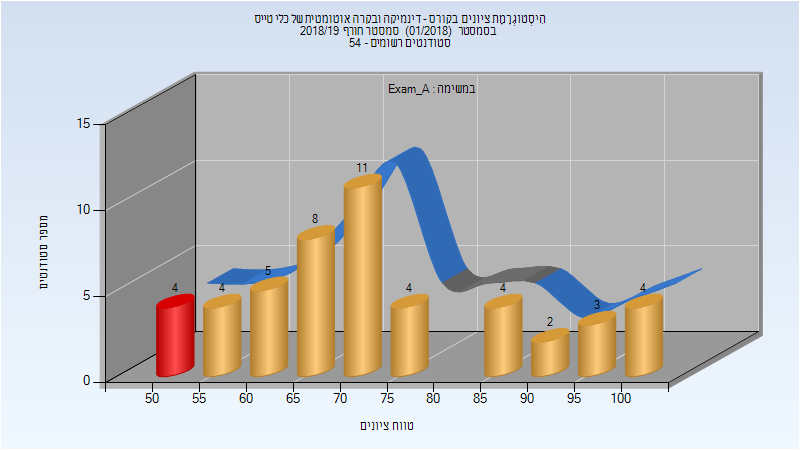 היסטוגרמת ציונים בקורס - דינמיקה ובקרה אוטומטית של כלי טייס
בסמסטר (01/2018) סמסטר חורף 2018/19
סטודנטים רשומים - 54
במשימה : Exam_A
מספר סטודנטים
15
10
5
0
4
4
5
8
11
4
4
2
3
4
50 55 60 65 70 75 80 85 90 95 100
טווח ציונים